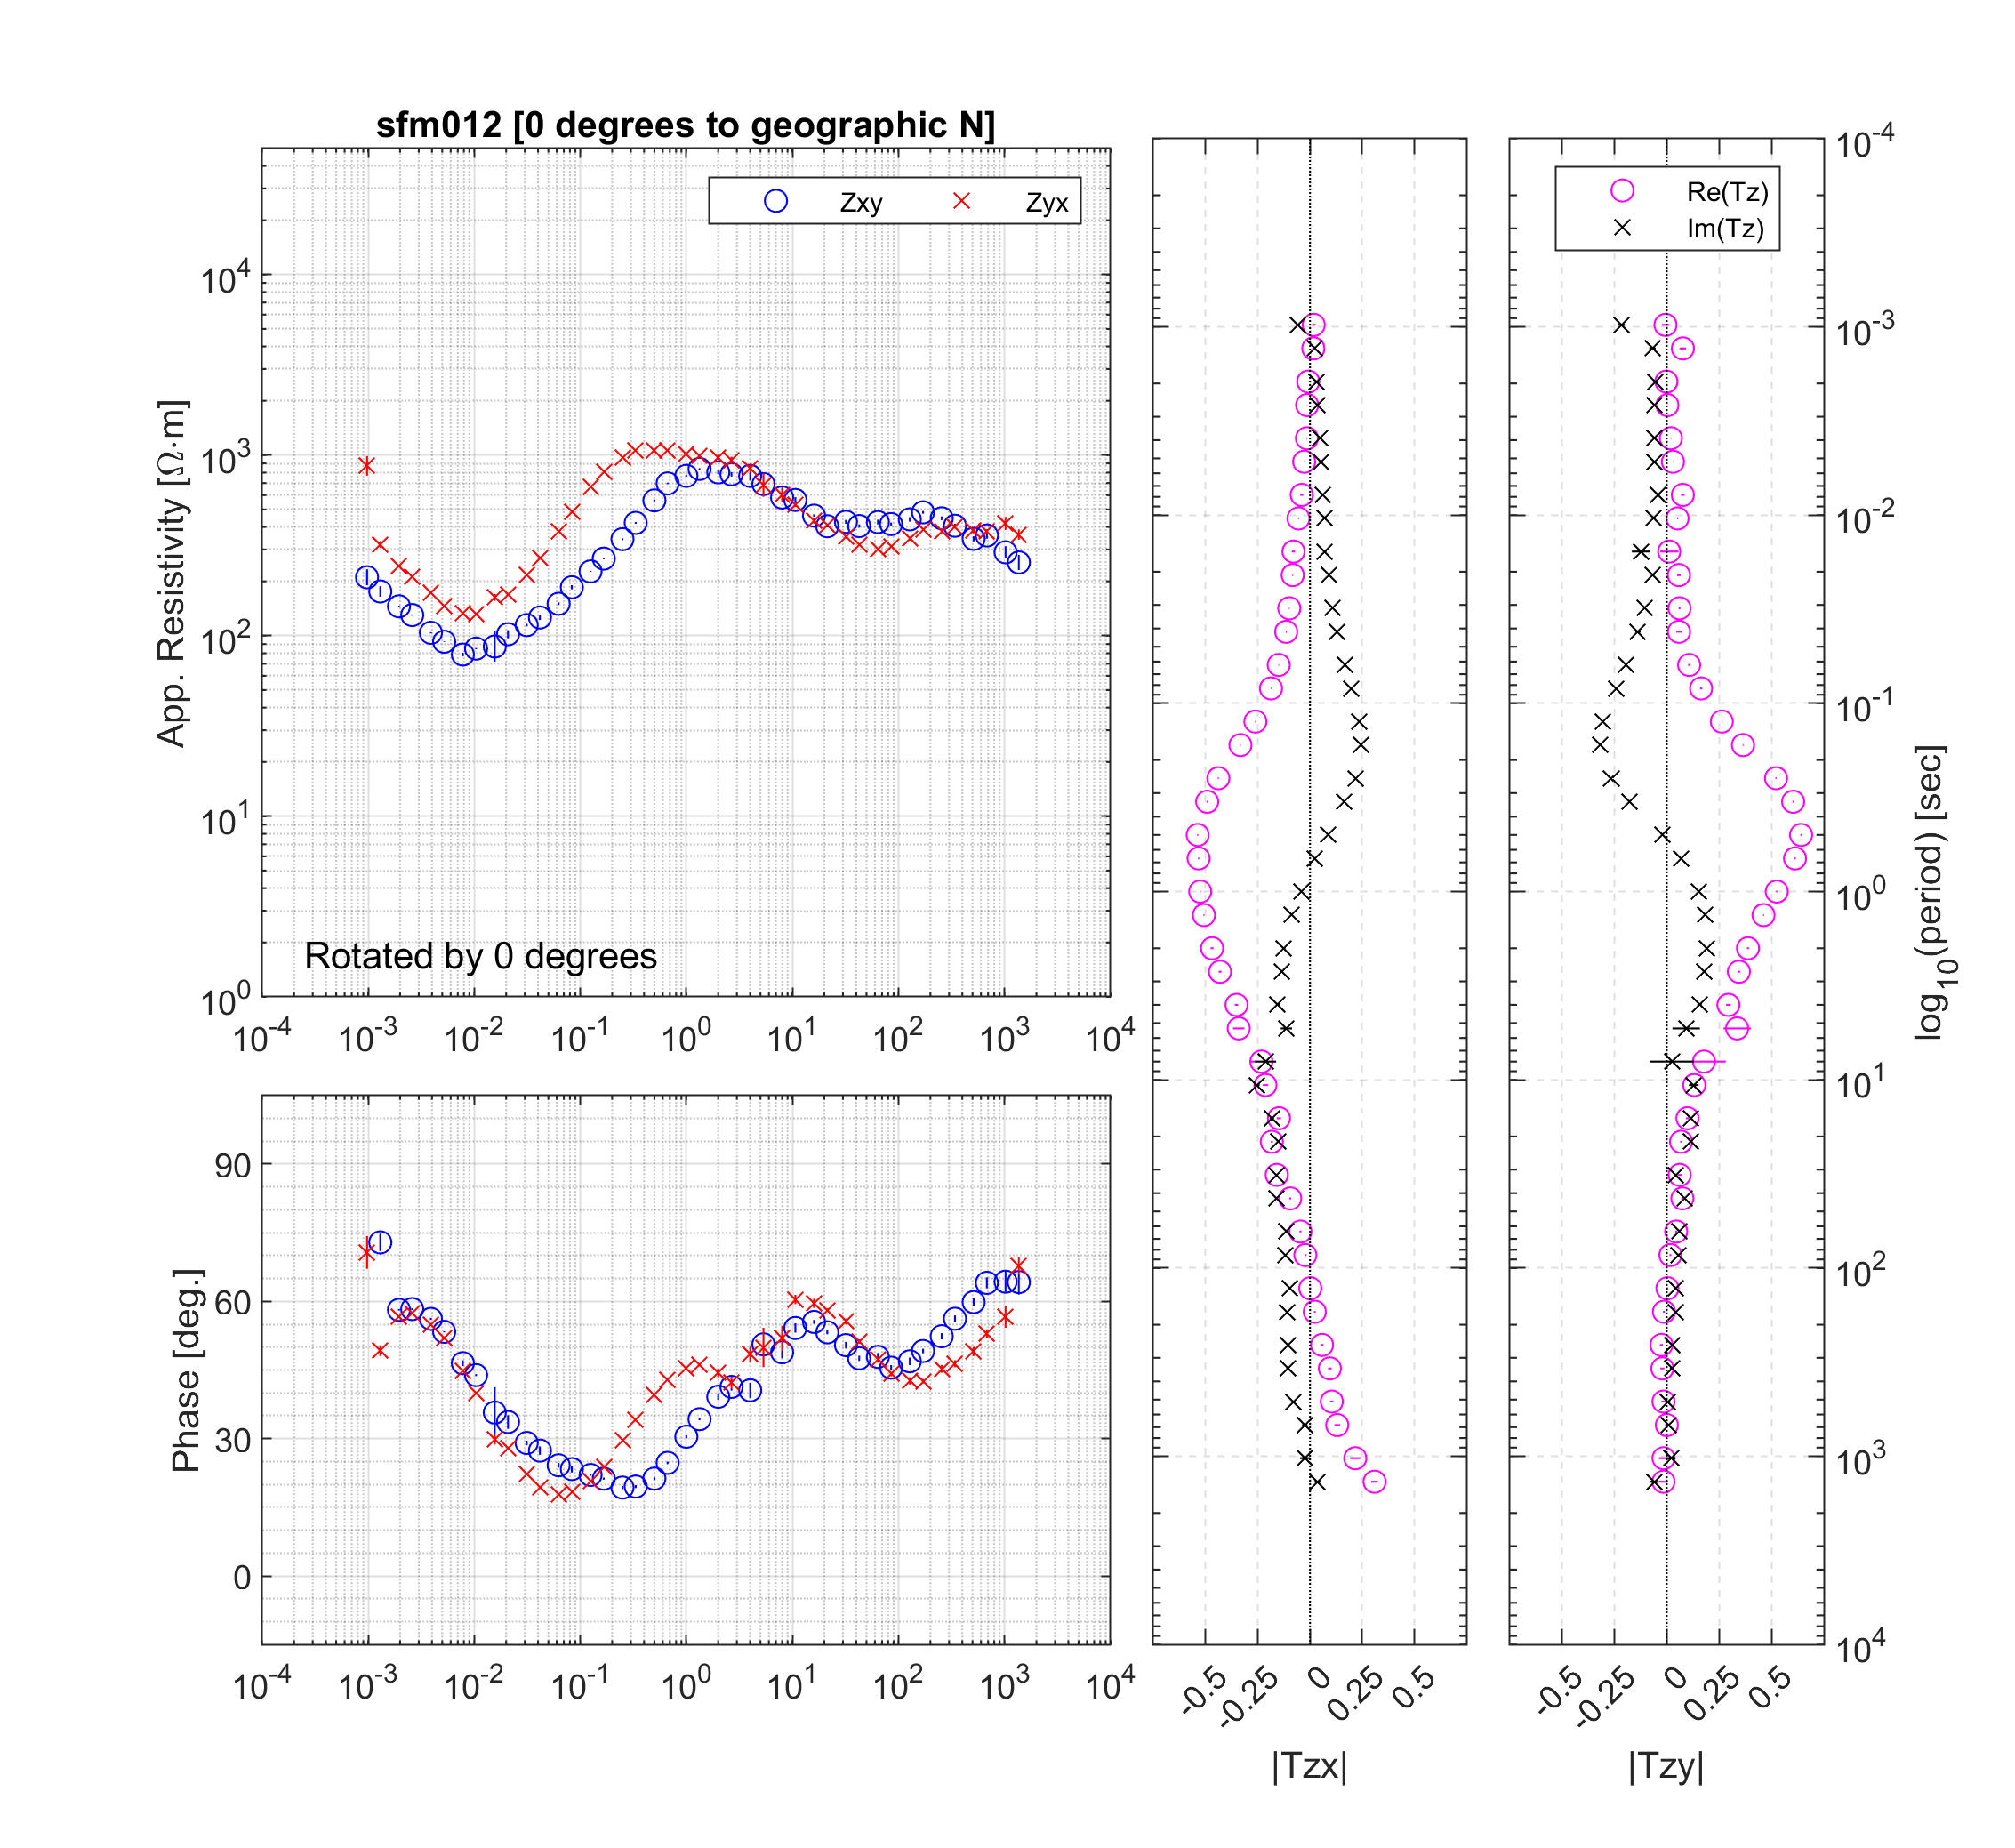 sfm012 [0 degrees to geographic N]
Zxy Zyx
App. Resistivity [Ω·m]
10^4
10^3
10^2
10^1
10^0
Rotated by 0 degrees
10^-4 10^-3 10^-2 10^-1 10^0 10^1 10^2 10^3 10^4
Phase [deg.]
90
60
30
0
10^-4 10^-3 10^-2 10^-1 10^0 10^1 10^2 10^3 10^4
-0.5 -0.25 0 0.25 0.5
|Tzx|
Re(Tz)
Im(Tz)
-0.5 -0.25 0 0.25 0.5
|Tzy|
10^-4
10^-3
10^-2
10^-1
10^0
10^1
10^2
10^3
10^4
log10(period) [sec]